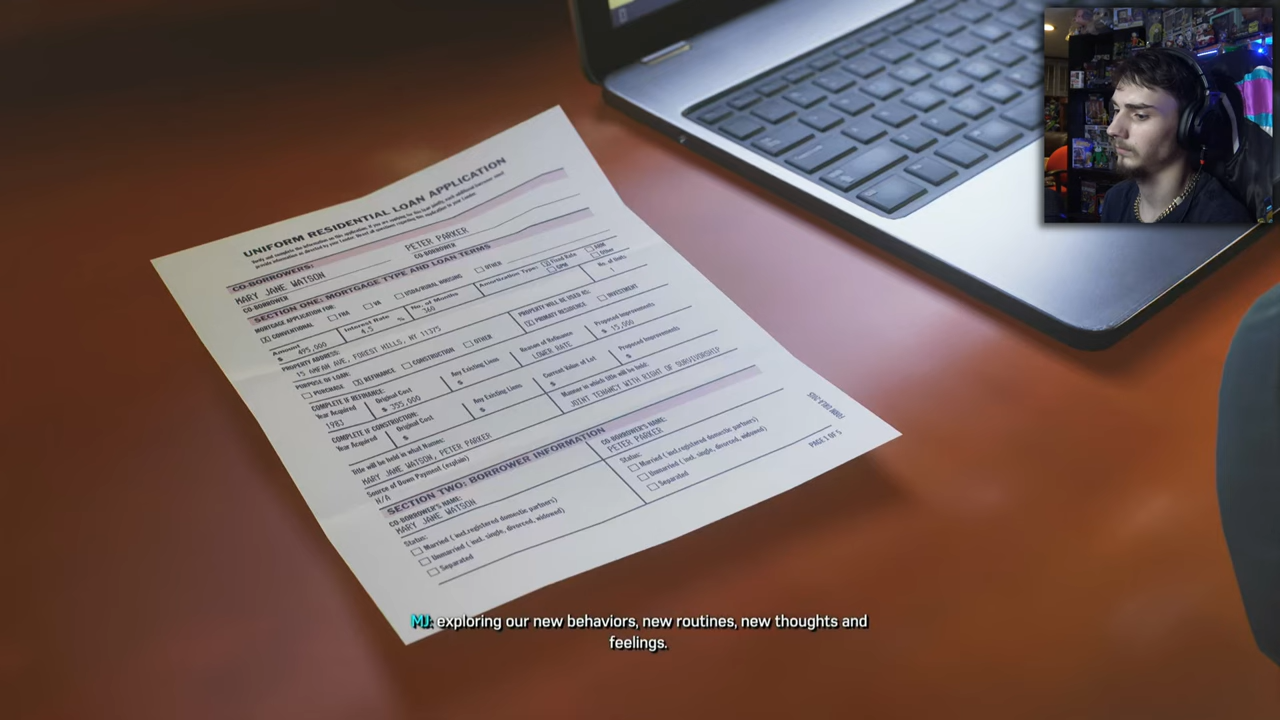 UNIFORM RESIDENTIAL LOAN APPLICATION
CO-BORROWERS:
MARY JANE WATSON PETER PARKER
CO-BORROWER CO-BORROWER
SECTION ONE: MORTGAGE TYPE AND LOAN TERMS
MORTGAGE APPLICATION FOR:
☒ CONVENTIONAL ☐ FHA ☐ VA ☐ USDA/RURAL HOUSING ☐ OTHER
Amortization Type: ☒ Fixed Rate ☐ GPM ☐ ARM ☐ Other
Amount Interest Rate No. of Months No. of Units
$ 495,000 4.5 % 360 1
PROPERTY ADDRESS:
FOREST HILLS, NY 11375
PROPERTY WILL BE USED AS:
☒ PRIMARY RESIDENCE ☐ INVESTMENT
PURPOSE OF LOAN:
☐ PURCHASE ☒ REFINANCE ☐ CONSTRUCTION ☐ OTHER
COMPLETE IF REFINANCE:
Year Acquired Original Cost Any Existing Liens Reason of Refinance Proposed Improvements
1983 $ 355,000 $ LOWER RATE $ 15,000
COMPLETE IF CONSTRUCTION:
Year Acquired Original Cost Any Existing Liens Current Value of Lot Proposed Improvements
$ $ $ $
Title will be held in what Names: Manner in which title will be held:
MARY JANE WATSON, PETER PARKER JOINT TENANCY WITH RIGHT OF SURVIVORSHIP
Source of Down Payment (explain)
N/A
SECTION TWO: BORROWER INFORMATION
CO-BORROWER'S NAME: CO-BORROWER'S NAME:
MARY JANE WATSON PETER PARKER
Status: Status:
☐ Married ( incl.registered domestic partners) ☐ Married ( incl.registered domestic partners)
☐ Unmarried ( incl. single, divorced, widowed) ☐ Unmarried ( incl. single, divorced, widowed)
☐ Separated ☐ Separated
PAGE 1 OF 5
MJ: exploring our new behaviors, new routines, new thoughts and
feelings.